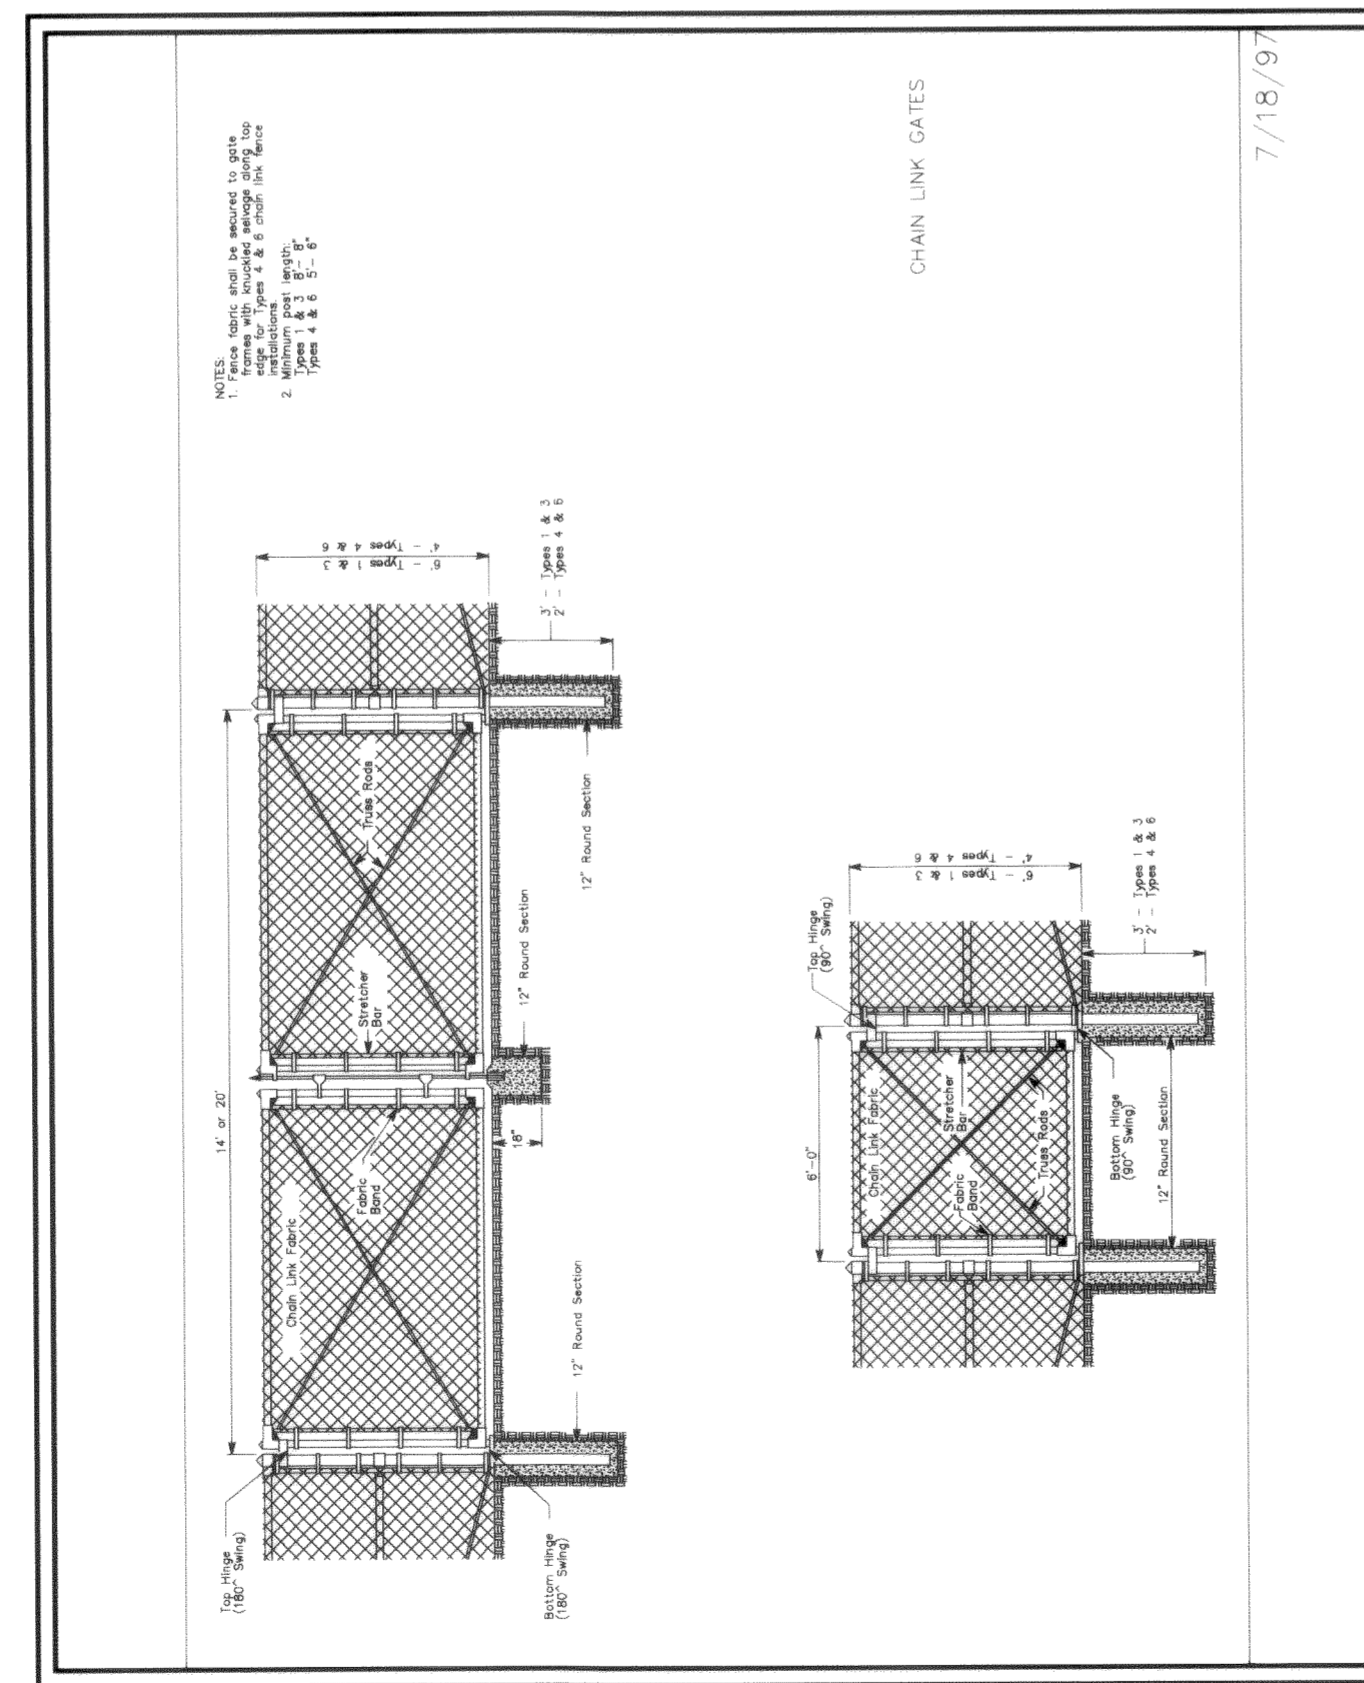 NOTES:
1. Fence fabric shall be secured to gate
frames with knuckled selvage along top
edge for Types 4 & 6 chain link fence
installations.
2. Minimum post length:
Types 1 & 3 8'- 8"
Types 4 & 6 5'- 6"
14' or 20'
6' - Types 1 & 3
4' - Types 4 & 6
3' - Types 1 & 3
2' - Types 4 & 6
Top Hinge
(180^ Swing)
Chain Link Fabric
Fabric
Band
Stretcher
Bar
Truss Rods
18"
Bottom Hinge
(180^ Swing)
12" Round Section
12" Round Section
12" Round Section
6'-0"
Top Hinge
(90^ Swing)
6' - Types 1 & 3
4' - Types 4 & 6
Chain Link Fabric
Fabric
Band
Stretcher
Bar
Truss Rods
Bottom Hinge
(90^ Swing)
12" Round Section
3' - Types 1 & 3
2' - Types 4 & 6
CHAIN LINK GATES
7/18/97